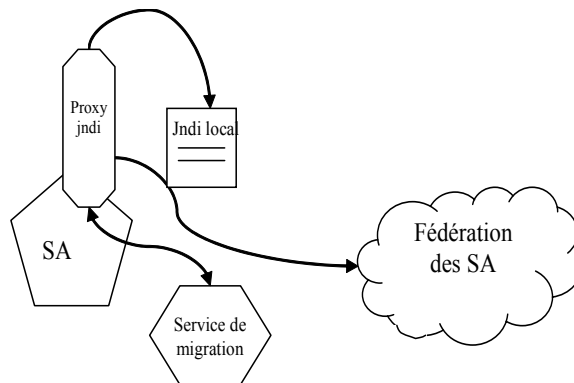 Proxy
jndi
Jndi local
SA
Fédération
des SA
Service de
migration